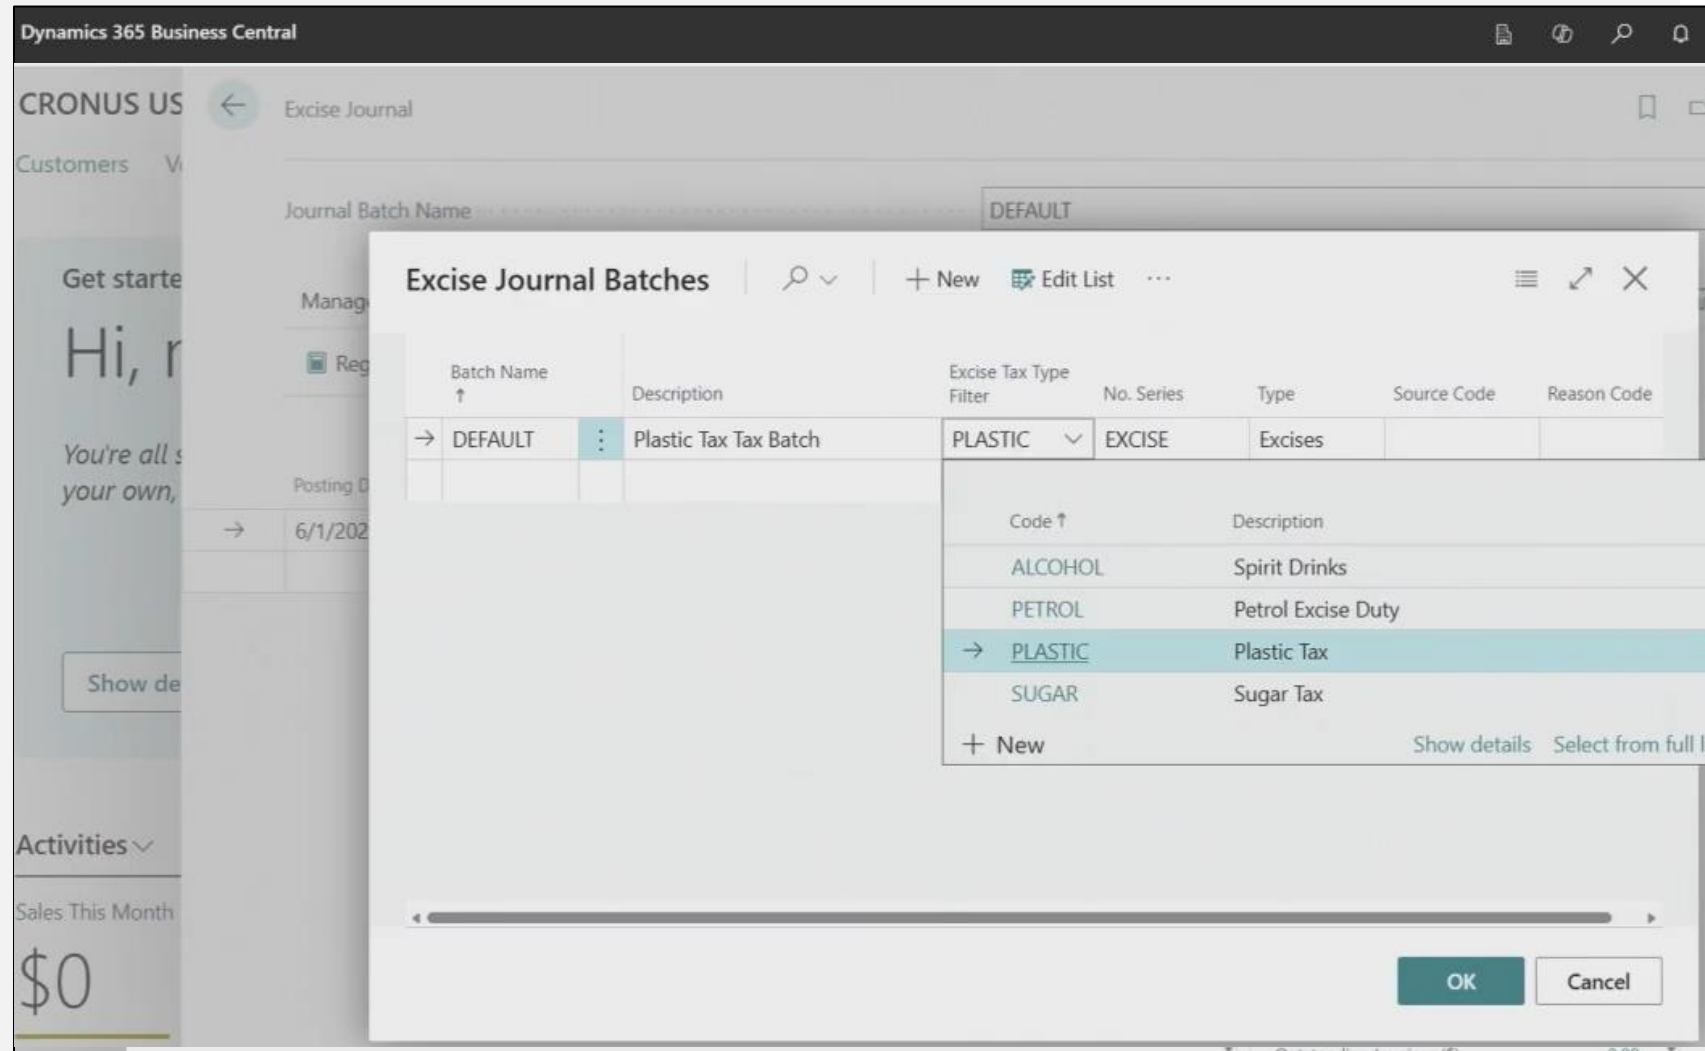 Dynamics 365 Business Central
CRONUS US
Excise Journal
Customers
Journal Batch Name
DEFAULT
Get starte
Hi,
You're all
your own,
Show de
Activities
Sales This Month
$0
Manag
Reg
Posting D
6/1/202
Excise Journal Batches
New
Edit List
Batch Name
Description
Excise Tax Type Filter
No. Series
Type
Source Code
Reason Code
DEFAULT
Plastic Tax Tax Batch
PLASTIC
EXCISE
Excises
Code
Description
ALCOHOL
Spirit Drinks
PETROL
Petrol Excise Duty
PLASTIC
Plastic Tax
SUGAR
Sugar Tax
New
Show details
Select from full l
OK
Cancel